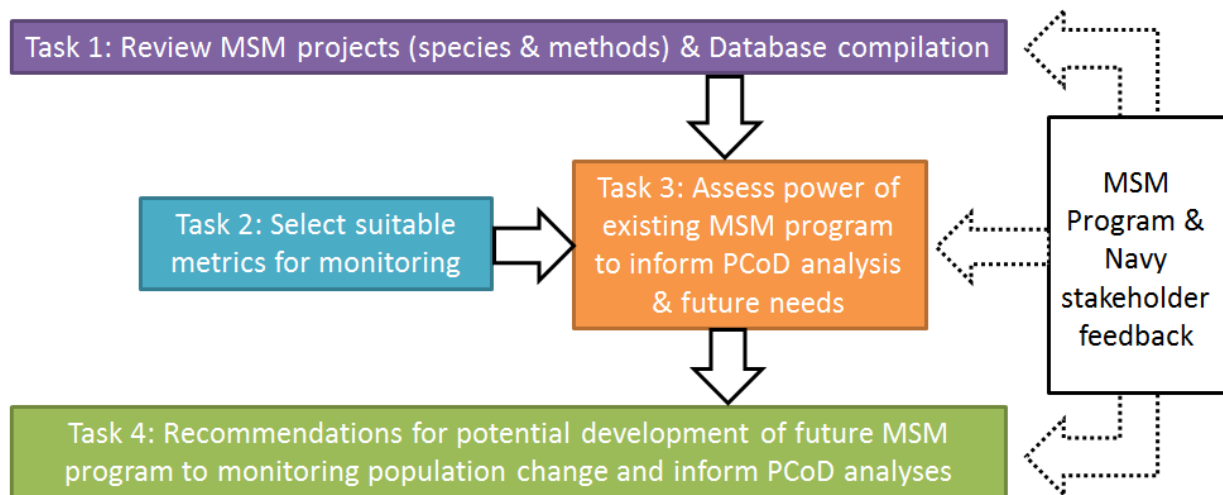 Task 1: Review MSM projects (species & methods) & Database compilation
Task 2: Select suitable
metrics for monitoring
Task 3: Assess power of
existing MSM program
to inform PCoD analysis
& future needs
MSM
Program &
Navy
stakeholder
feedback
Task 4: Recommendations for potential development of future MSM
program to monitoring population change and inform PCoD analyses